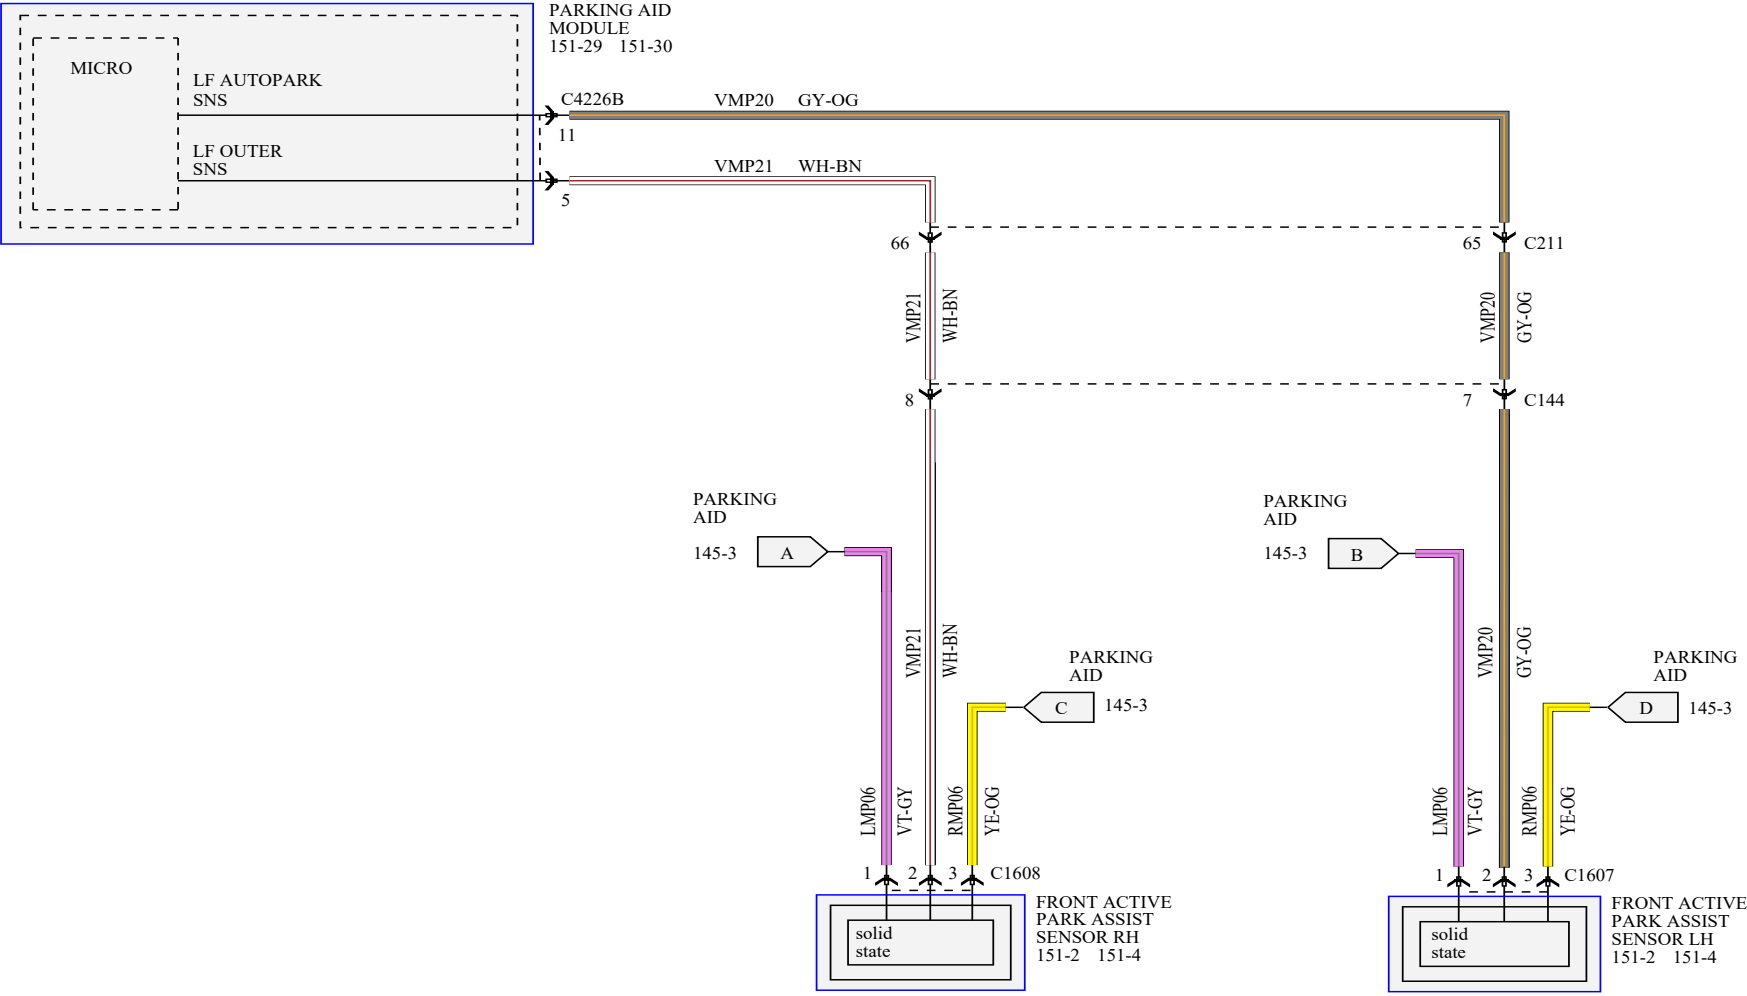 PARKING AID
MODULE
151-29 151-30
MICRO
LF AUTOPARK
SNS
C4226B
VMP20 GY-OG
11
LF OUTER
SNS
VMP21 WH-BN
5
66
65 C211
VMP21
WH-BN
VMP20
GY-OG
8
7 C144
PARKING
AID
145-3 A
PARKING
AID
145-3 B
VMP21
WH-BN
VMP20
GY-OG
PARKING
AID
C 145-3
PARKING
AID
D 145-3
LMP06
VT-GY
RMP06
YE-OG
LMP06
VT-GY
RMP06
YE-OG
1 2 3 C1608
1 2 3 C1607
solid
state
FRONT ACTIVE
PARK ASSIST
SENSOR RH
151-2 151-4
solid
state
FRONT ACTIVE
PARK ASSIST
SENSOR LH
151-2 151-4